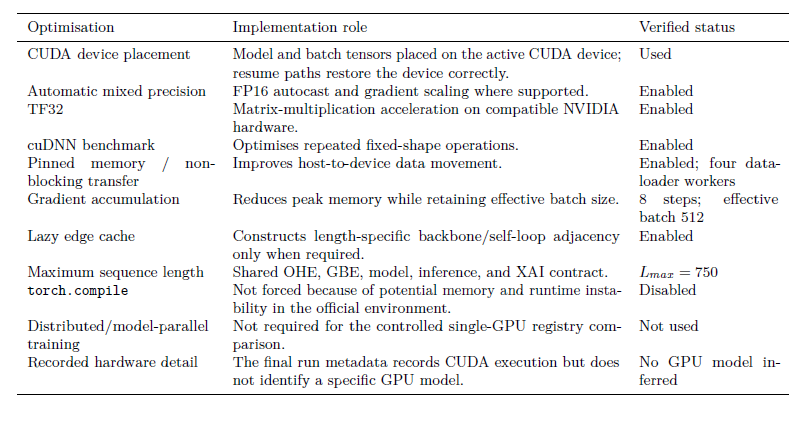 Optimisation Implementation role Verified status
CUDA device placement Model and batch tensors placed on the active CUDA device; Used
resume paths restore the device correctly.
Automatic mixed precision FP16 autocast and gradient scaling where supported. Enabled
TF32 Matrix-multiplication acceleration on compatible NVIDIA Enabled
hardware.
cuDNN benchmark Optimises repeated fixed-shape operations. Enabled
Pinned memory / non- Improves host-to-device data movement. Enabled; four data-
blocking transfer loader workers
Gradient accumulation Reduces peak memory while retaining effective batch size. 8 steps; effective
batch 512
Lazy edge cache Constructs length-specific backbone/self-loop adjacency Enabled
only when required.
Maximum sequence length Shared OHE, GBE, model, inference, and XAI contract. Lmax = 750
torch.compile Not forced because of potential memory and runtime insta- Disabled
bility in the official environment.
Distributed/model-parallel Not required for the controlled single-GPU registry com- Not used
training parison.
Recorded hardware detail The final run metadata records CUDA execution but does No GPU model in-
not identify a specific GPU model. ferred